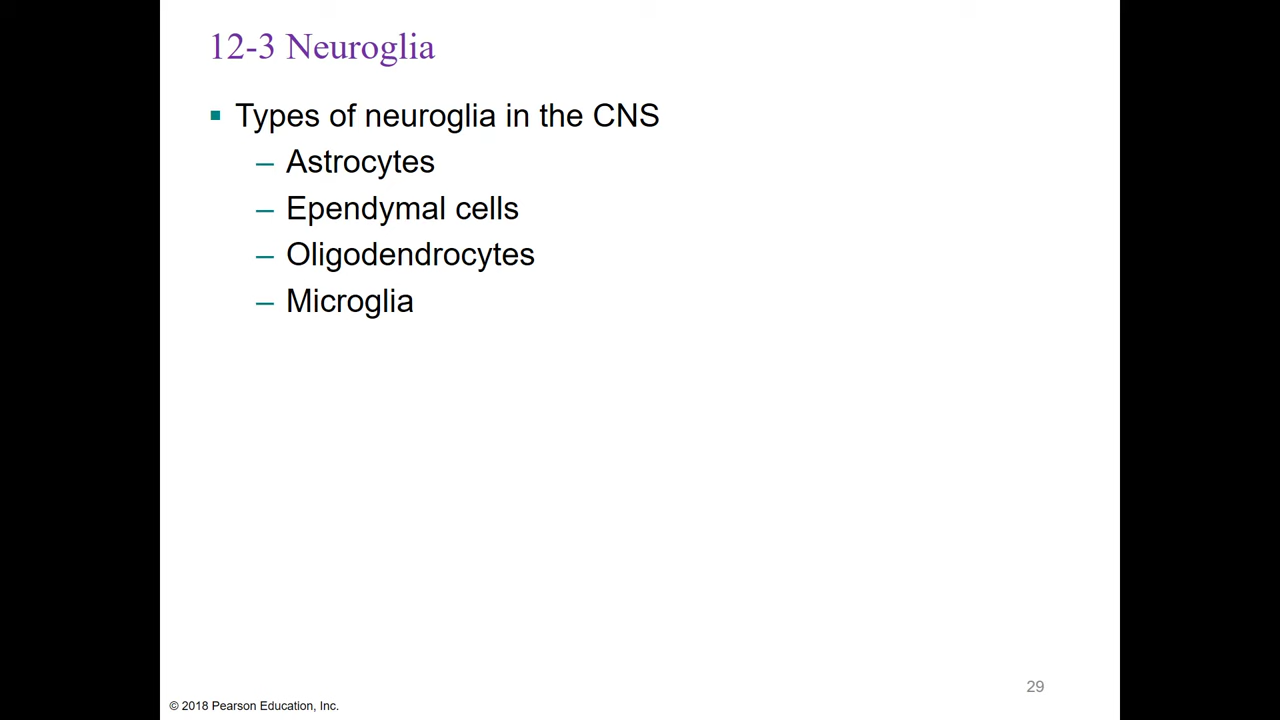 12-3 Neuroglia
▪ Types of neuroglia in the CNS
– Astrocytes
– Ependymal cells
– Oligodendrocytes
– Microglia
29
© 2018 Pearson Education, Inc.